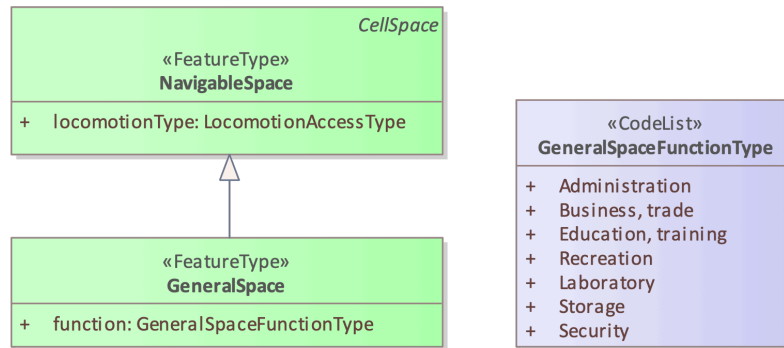 CellSpace
«FeatureType»
NavigableSpace
+ locomotionType: LocomotionAccessType
«FeatureType»
GeneralSpace
+ function: GeneralSpaceFunctionType
«CodeList»
GeneralSpaceFunctionType
+ Administration
+ Business, trade
+ Education, training
+ Recreation
+ Laboratory
+ Storage
+ Security